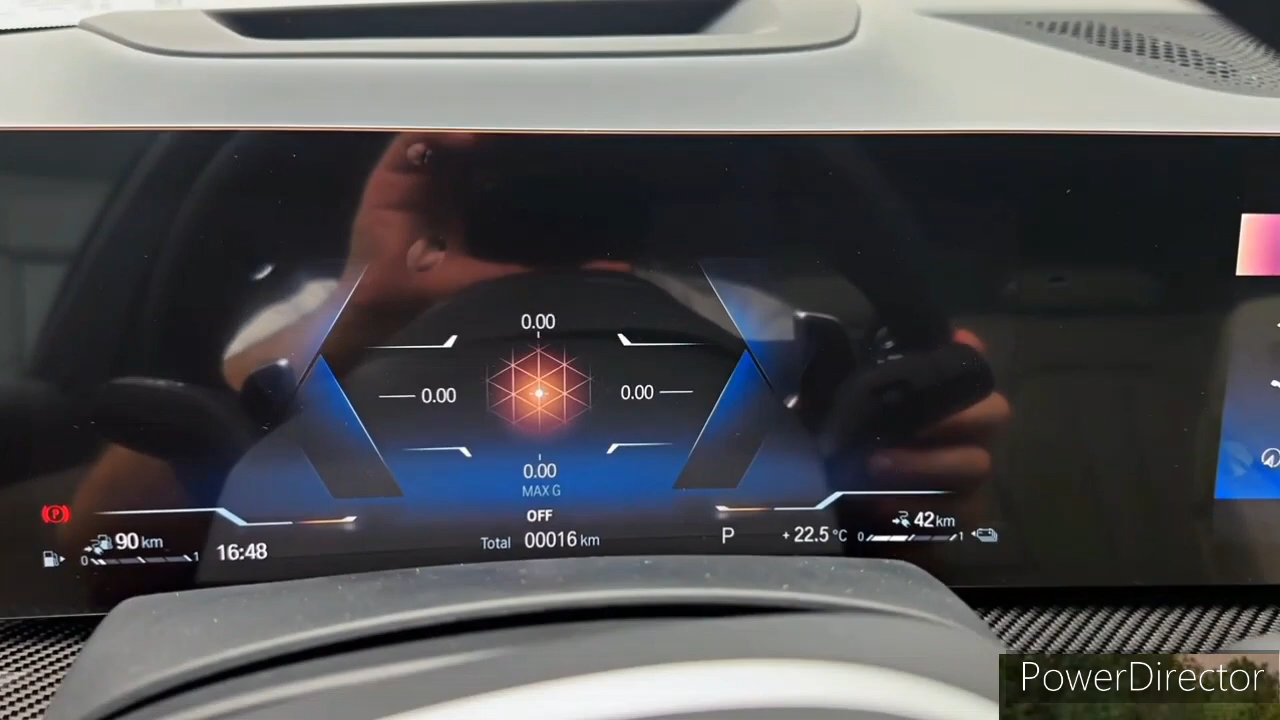 0.00
0.00
0.00
0.00
MAX G
OFF
P
90 km
0
1
16:48
Total 00016 km
P
+ 22.5 °C
42 km
0
1
PowerDirector